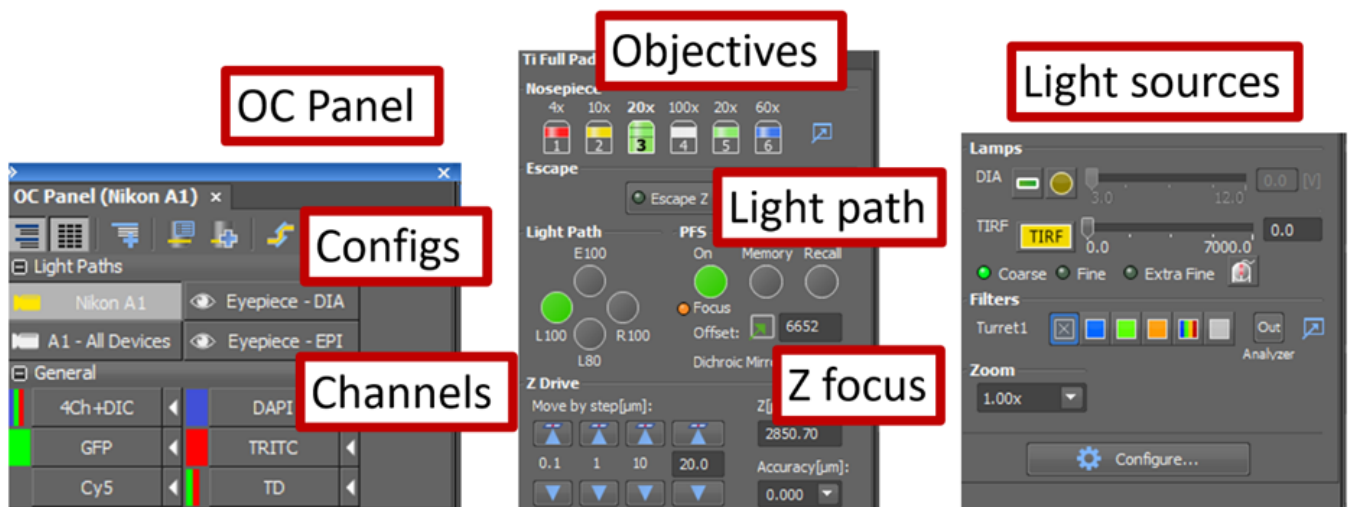 OC Panel
OC Panel (Nikon A1) ×
Configs
Light Paths
Nikon A1 Eyepiece - DIA
A1 - All Devices Eyepiece - EPI
General
Channels
4Ch+DIC DAPI
GFP TRITC
Cy5 TD
Objectives
Ti Full Pad
Nosepiece
4x 10x 20x 100x 20x 60x
1 2 3 4 5 6
Escape
Escape Z
Light path
Light Path PFS
E100 On Memory Recall
Focus
L100 R100 Offset: 6652
L80 Dichroic
Z focus
Z Drive
Move by step[µm]:
2850.70
0.1 1 10 20.0 Accuracy[µm]:
0.000
Light sources
Lamps
DIA 3.0 12.0 0.0 [V]
TIRF TIRF 0.0 7000.0 0.0
Coarse Fine Extra Fine
Filters
Turret1 Out
Analyzer
Zoom
1.00x
Configure...